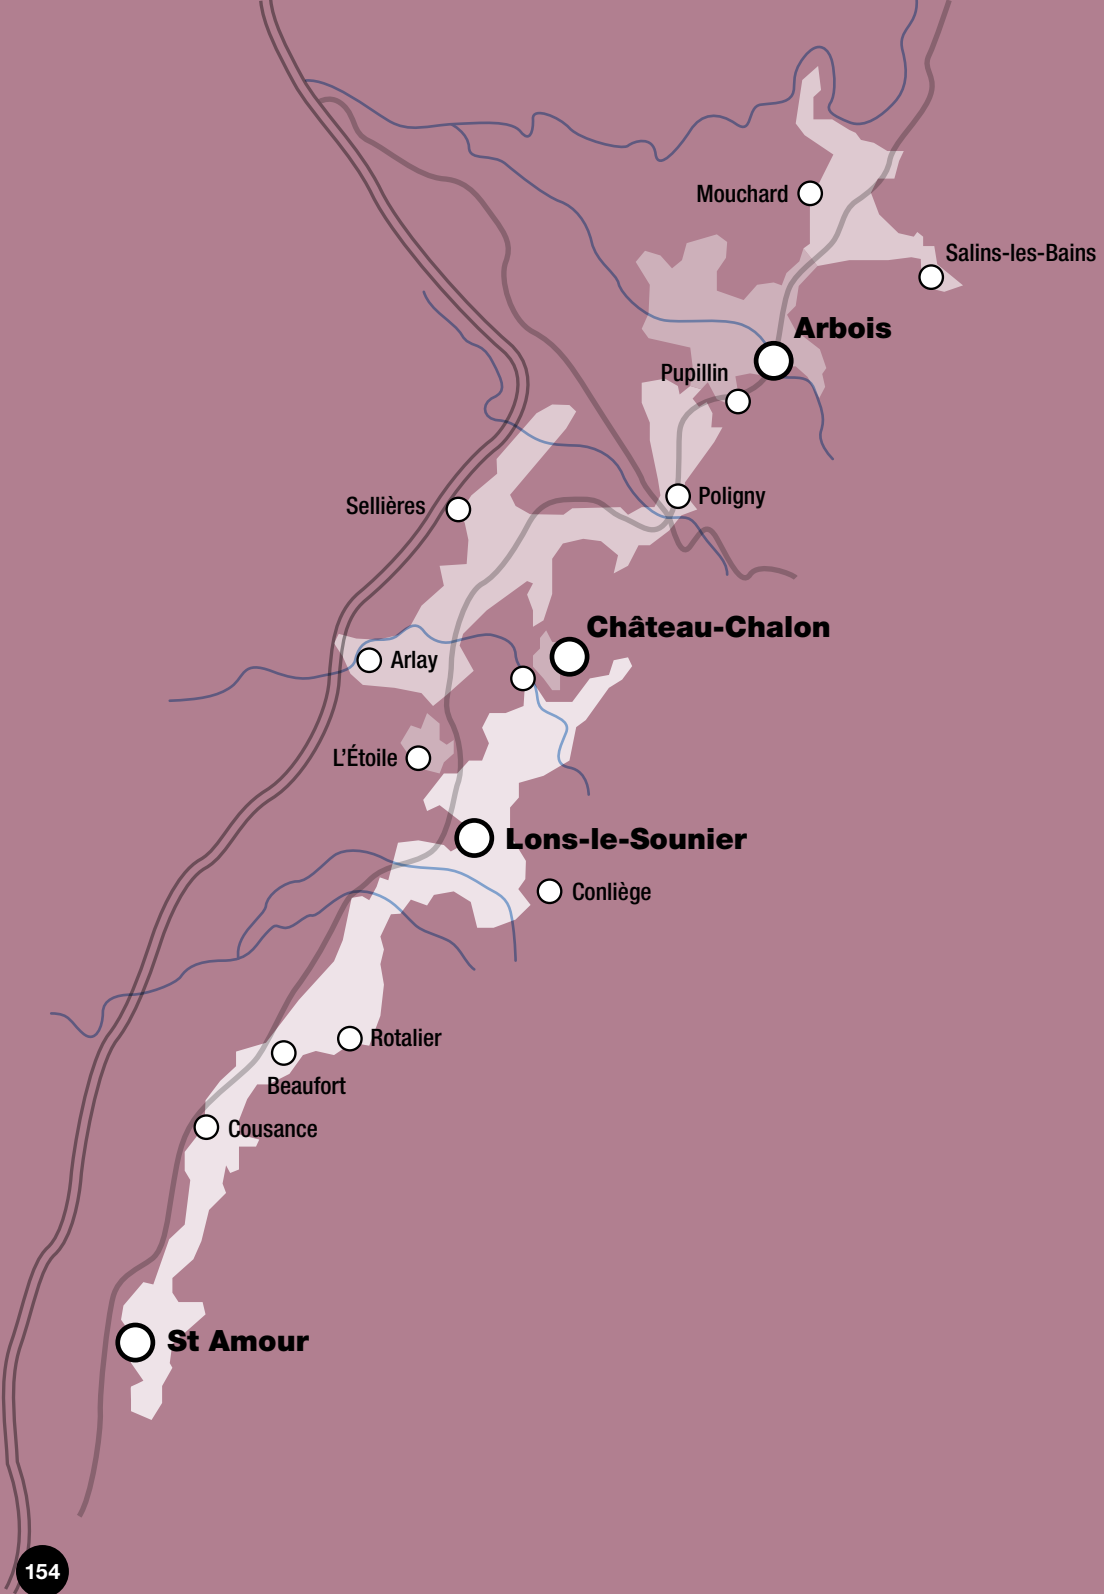 Mouchard
Salins-les-Bains
Arbois
Pupillin
Poligny
Sellières
Château-Chalon
Arlay
L’Étoile
Lons-le-Sounier
Conliège
Rotalier
Beaufort
Cousance
St Amour
154